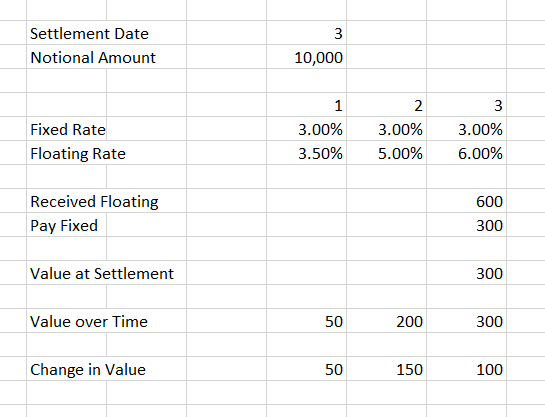 Settlement Date 3
Notional Amount 10,000
1 2 3
Fixed Rate 3.00% 3.00% 3.00%
Floating Rate 3.50% 5.00% 6.00%
Received Floating 600
Pay Fixed 300
Value at Settlement 300
Value over Time 50 200 300
Change in Value 50 150 100